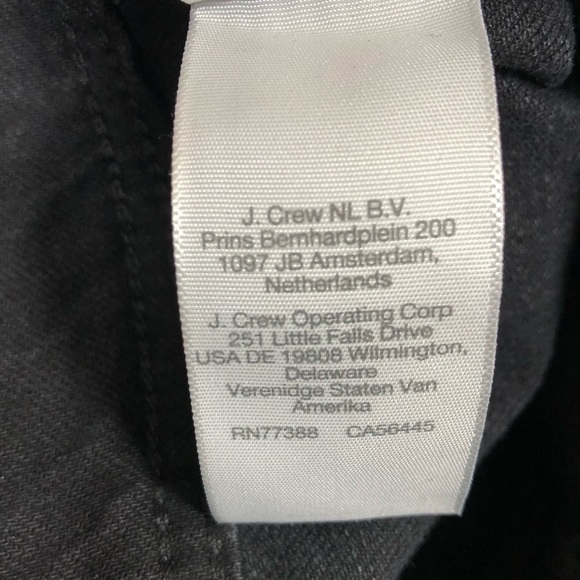 J. Crew NL B.V.
Prins Bernhardplein 200
1097 JB Amsterdam,
Netherlands
J. Crew Operating Corp
251 Little Falls Drive
USA DE 19808 Wilmington,
Delaware
Verenidge Staten Van
Amerika
RN77388 CA56445